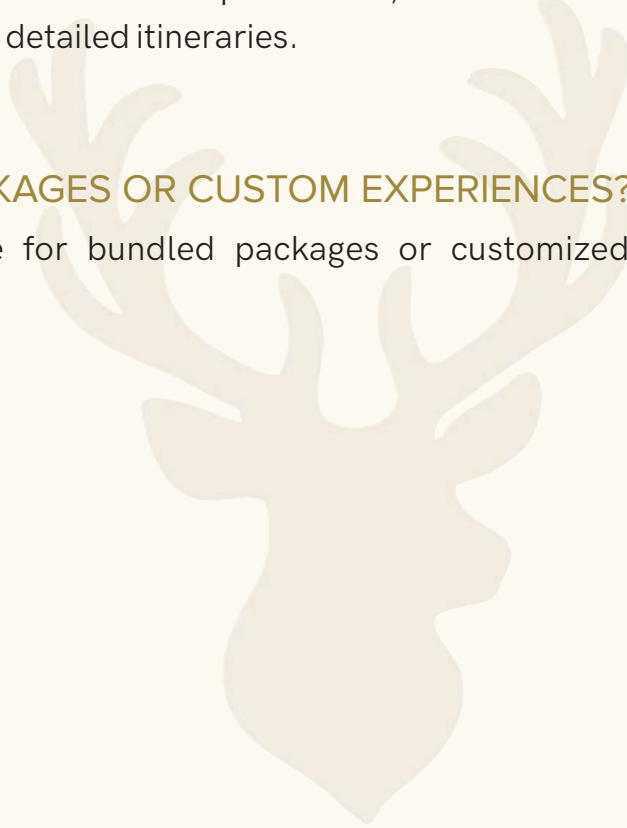 detailed itineraries.
KAGES OR CUSTOM EXPERIENCES?
for bundled packages or customized